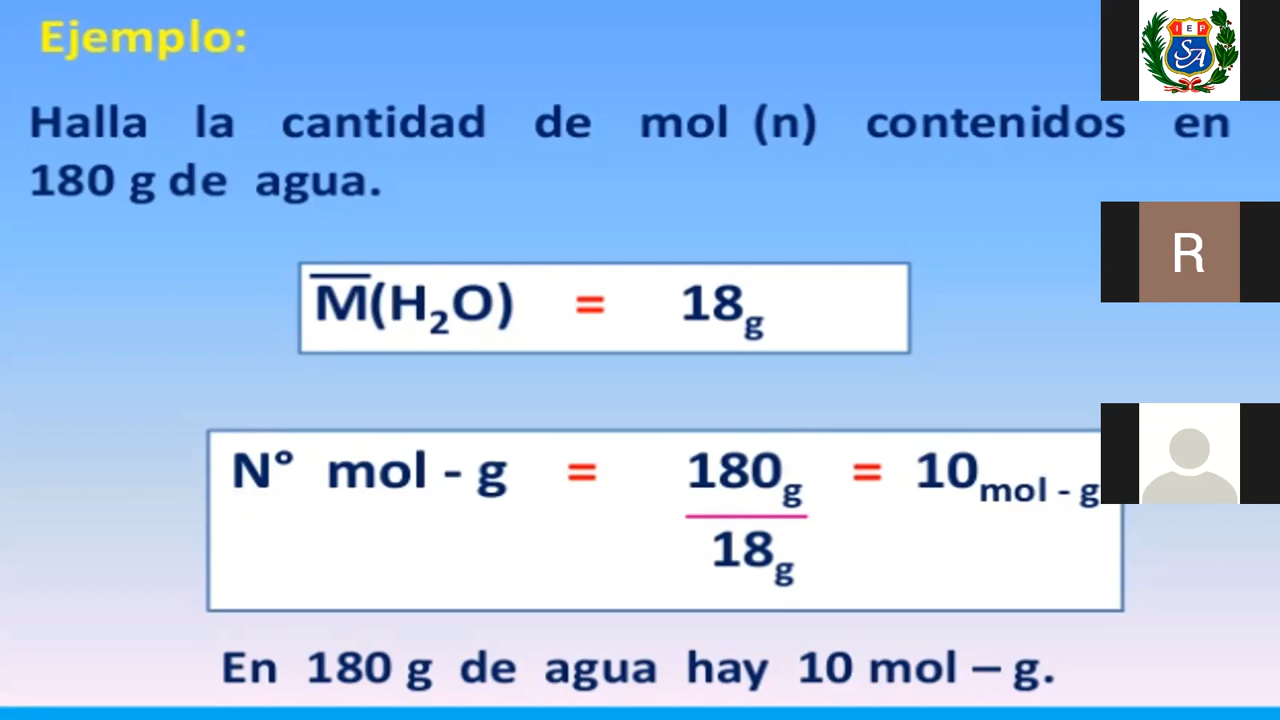 Ejemplo:
Halla la cantidad de mol (n) contenidos en
180 g de agua.
M̅(H₂O) = 18g
N° mol - g = 180g = 10mol - g
18g
En 180 g de agua hay 10 mol – g.
I E P
SA
R